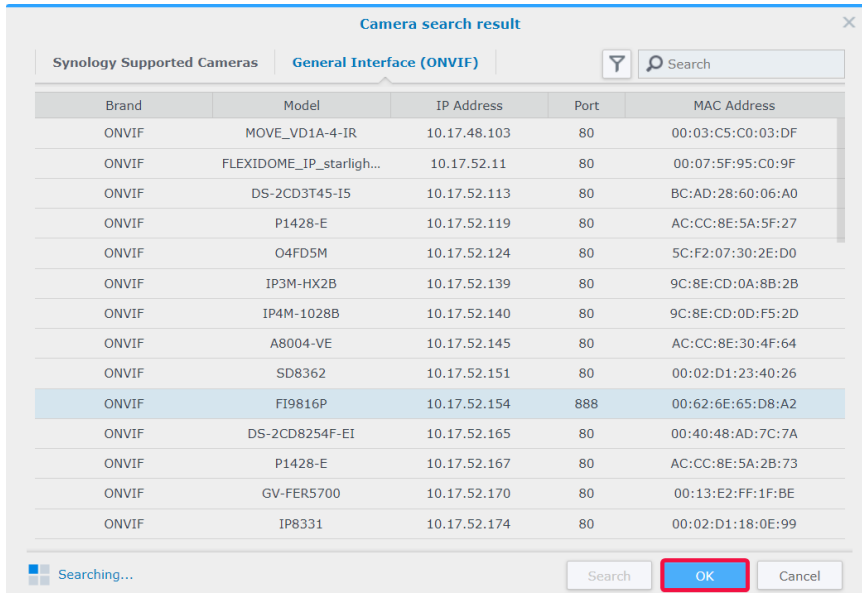 Camera search result
Synology Supported Cameras General Interface (ONVIF) Search
Brand Model IP Address Port MAC Address
ONVIF MOVE_VD1A-4-IR 10.17.48.103 80 00:03:C5:C0:03:DF
ONVIF FLEXIDOME_IP_starligh... 10.17.52.11 80 00:07:5F:95:C0:9F
ONVIF DS-2CD3T45-I5 10.17.52.113 80 BC:AD:28:60:06:A0
ONVIF P1428-E 10.17.52.119 80 AC:CC:8E:5A:5F:27
ONVIF O4FD5M 10.17.52.124 80 5C:F2:07:30:2E:D0
ONVIF IP3M-HX2B 10.17.52.139 80 9C:8E:CD:0A:8B:2B
ONVIF IP4M-1028B 10.17.52.140 80 9C:8E:CD:0D:F5:2D
ONVIF A8004-VE 10.17.52.145 80 AC:CC:8E:30:4F:64
ONVIF SD8362 10.17.52.151 80 00:02:D1:23:40:26
ONVIF FI9816P 10.17.52.154 888 00:62:6E:65:D8:A2
ONVIF DS-2CD8254F-EI 10.17.52.165 80 00:40:48:AD:7C:7A
ONVIF P1428-E 10.17.52.167 80 AC:CC:8E:5A:2B:73
ONVIF GV-FER5700 10.17.52.170 80 00:13:E2:FF:1F:BE
ONVIF IP8331 10.17.52.174 80 00:02:D1:18:0E:99
Searching... Search OK Cancel